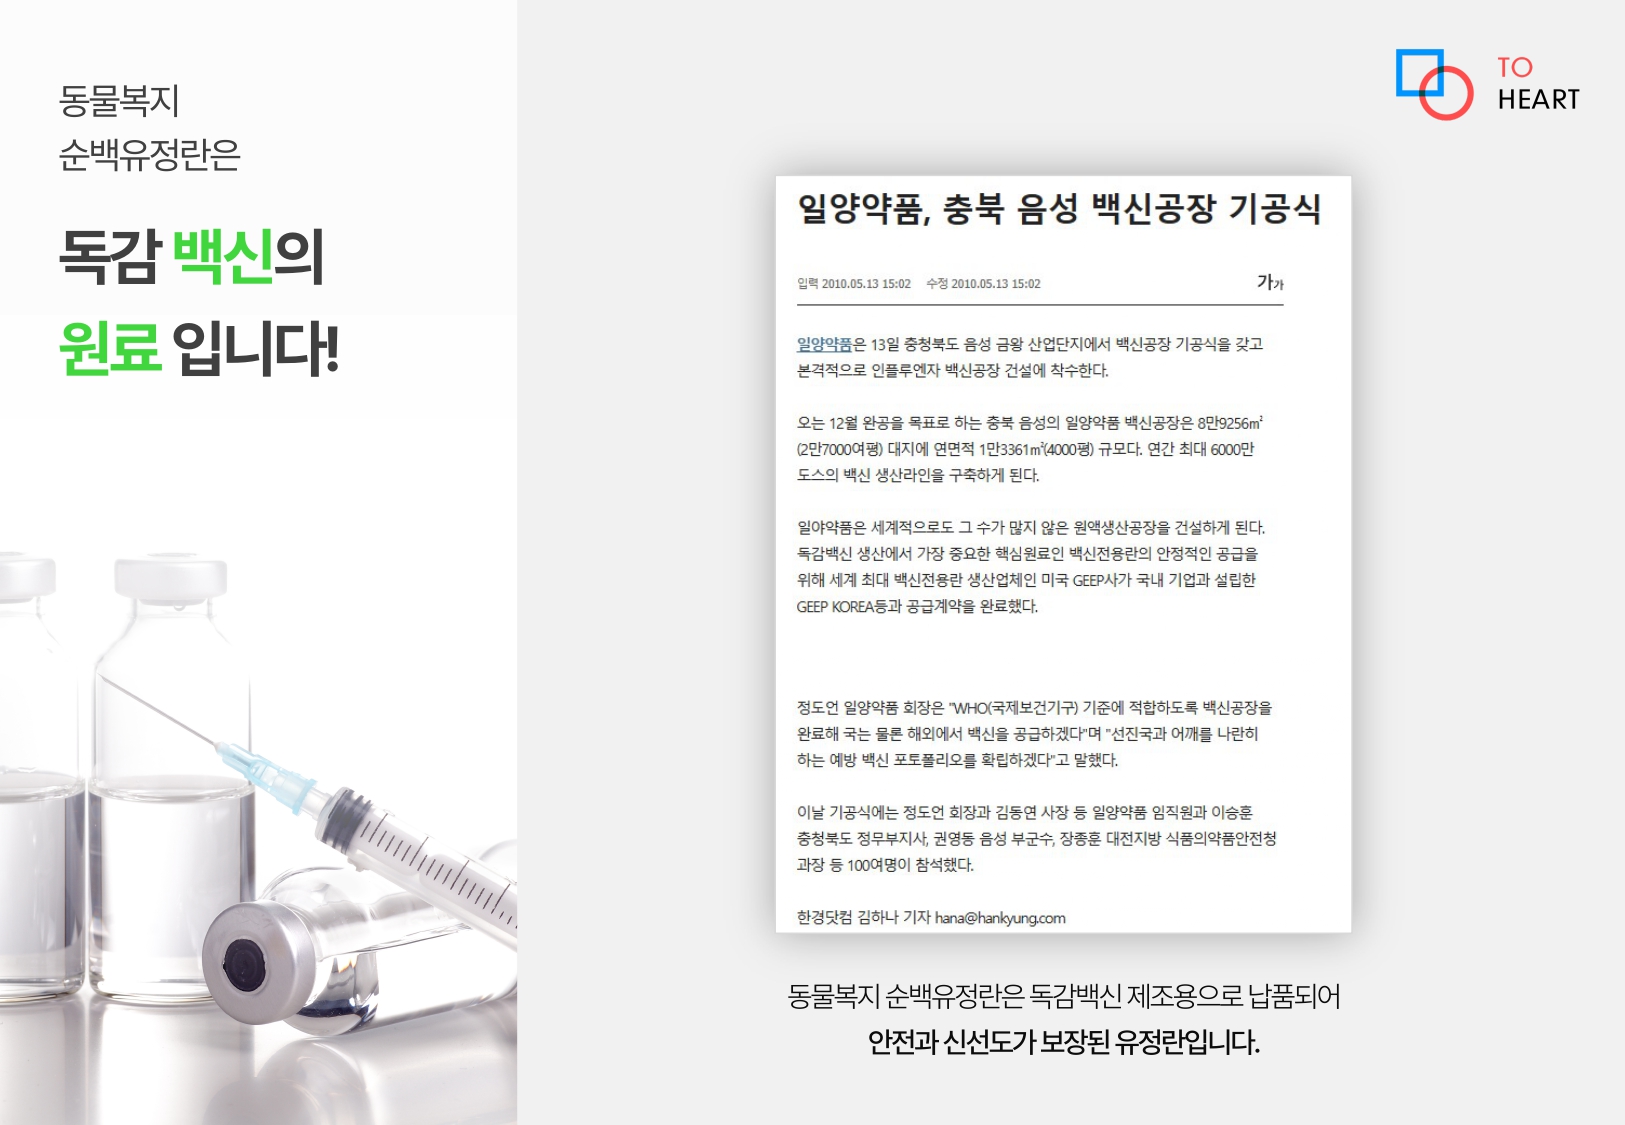 동물복지
순백유정란은
독감 백신의
원료 입니다!
TO
HEART
일양약품, 충북 음성 백신공장 기공식
입력 2010.05.13 15:02 수정 2010.05.13 15:02
가가
일양약품은 13일 충청북도 음성 금왕 산업단지에서 백신공장 기공식을 갖고
본격적으로 인플루엔자 백신공장 건설에 착수한다.
오는 12월 완공을 목표로 하는 충북 음성의 일양약품 백신공장은 8만9256㎡
(2만7000여평) 대지에 연면적 1만3361㎡(4000평) 규모다. 연간 최대 6000만
도스의 백신 생산라인을 구축하게 된다.
일야약품은 세계적으로도 그 수가 많지 않은 원액생산공장을 건설하게 된다.
독감백신 생산에서 가장 중요한 핵심원료인 백신전용란의 안정적인 공급을
위해 세계 최대 백신전용란 생산업체인 미국 GEEP사가 국내 기업과 설립한
GEEP KOREA등과 공급계약을 완료했다.
정도언 일양약품 회장은 "WHO(국제보건기구) 기준에 적합하도록 백신공장을
완료해 국는 물론 해외에서 백신을 공급하겠다"며 "선진국과 어깨를 나란히
하는 예방 백신 포토폴리오를 확립하겠다"고 말했다.
이날 기공식에는 정도언 회장과 김동연 사장 등 일양약품 임직원과 이승훈
충청북도 정무부지사, 권영동 음성 부군수, 장종훈 대전지방 식품의약품안전청
과장 등 100여명이 참석했다.
한경닷컴 김하나 기자 hana@hankyung.com
동물복지 순백유정란은 독감백신 제조용으로 납품되어
안전과 신선도가 보장된 유정란입니다.